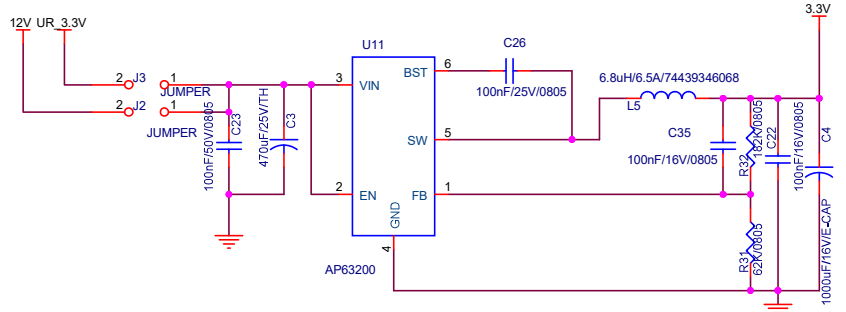 3.3V
12V UR_3.3V
U11
C26
6
2 J3 1
3
VIN
BST
6.8uH/6.5A/74439346068
JUMPER
100nF/25V/0805
L5
2 J2 1
JUMPER
C23
100nF/50V/0805
C3
470uF/25V/TH
SW
5
C35
100nF/16V/0805
R32
182K/0805
C22
100nF/16V/0805
C4
1000uF/16V/E-CAP
2
EN
FB
1
GND
4
R31
62K/0805
AP63200